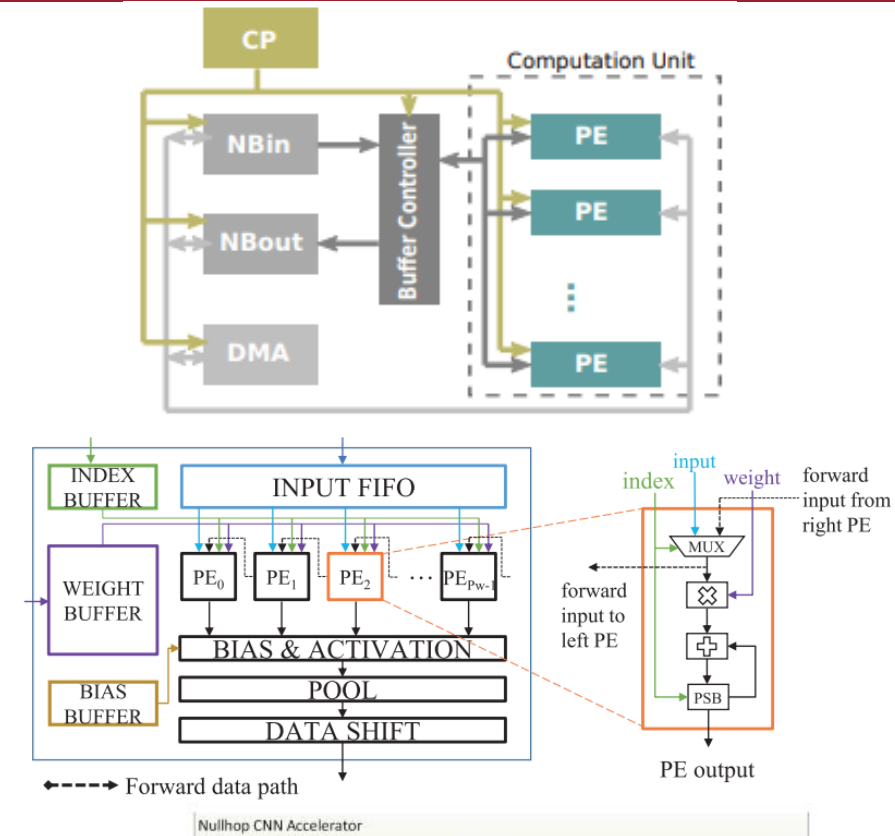 CP
Computation Unit
NBin
Buffer Controller
PE
NBout
PE
...
DMA
PE
INDEX
BUFFER
INPUT FIFO
WEIGHT
BUFFER
PE0
PE1
PE2
...
PEPw-1
BIAS & ACTIVATION
BIAS
BUFFER
POOL
DATA SHIFT
Forward data path
input
index
weight
forward
input from
right PE
MUX
forward
input to
left PE
PSB
PE output
Nullhop CNN Accelerator